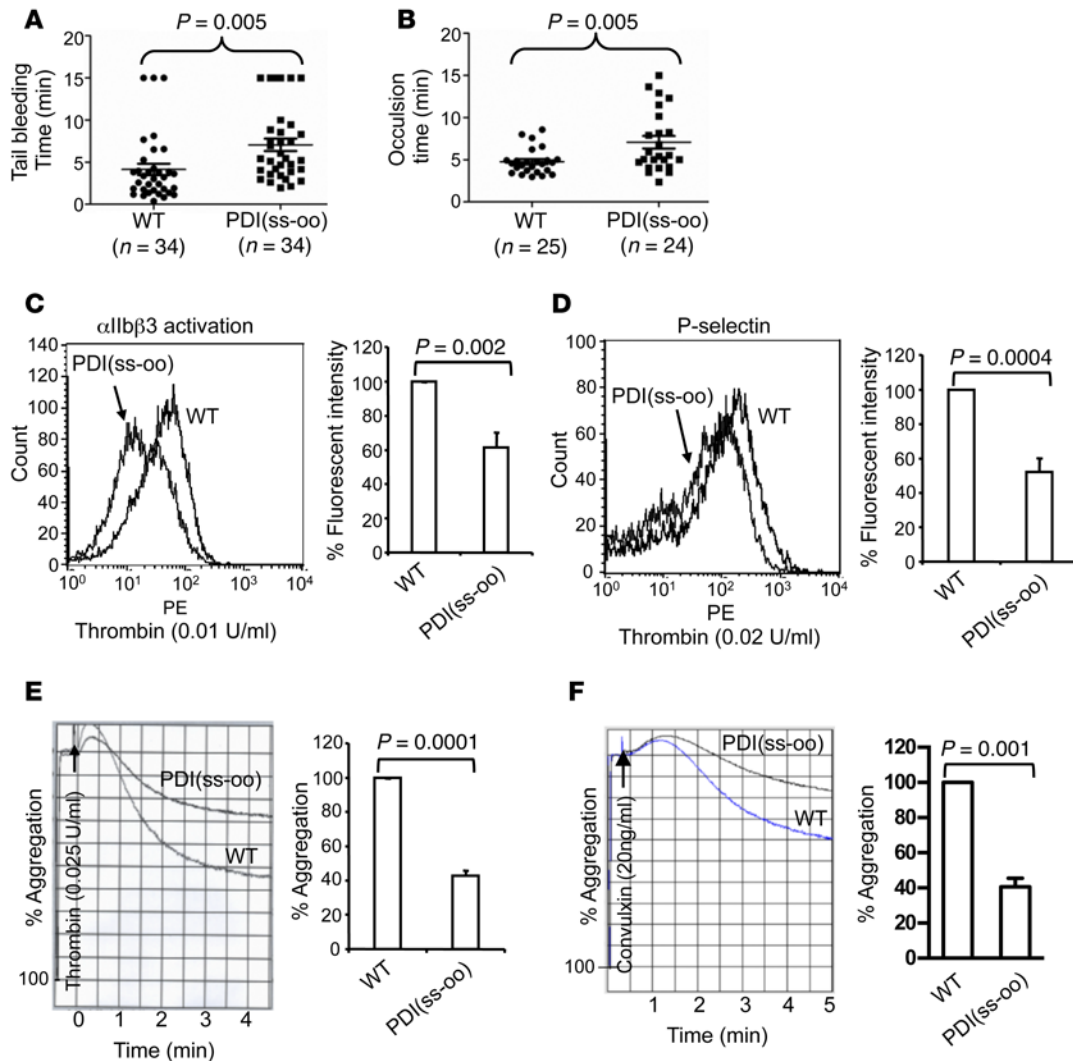 A
P = 0.005
Tail bleeding
Time (min)
20
15
10
5
0
WT
PDI(ss-oo)
(n = 34)
(n = 34)
B
P = 0.005
Occulsion
time (min)
20
15
10
5
0
WT
PDI(ss-oo)
(n = 25)
(n = 24)
C
αIIbβ3 activation
Count
140
120
100
80
60
40
20
0
PDI(ss-oo)
WT
10⁰ 10¹ 10² 10³ 10⁴
PE
Thrombin (0.01 U/ml)
% Fluorescent intensity
120
100
80
60
40
20
0
P = 0.002
WT
PDI(ss-oo)
D
P-selectin
Count
100
80
60
40
20
0
PDI(ss-oo)
WT
10⁰ 10¹ 10² 10³ 10⁴
PE
Thrombin (0.02 U/ml)
% Fluorescent intensity
120
100
80
60
40
20
0
P = 0.0004
WT
PDI(ss-oo)
E
% Aggregation
Thrombin (0.025 U/ml)
PDI(ss-oo)
WT
100
0 1 2 3 4
Time (min)
% Aggregation
120
100
80
60
40
20
0
P = 0.0001
WT
PDI(ss-oo)
F
% Aggregation
Convulxin (20ng/ml)
PDI(ss-oo)
WT
100
1 2 3 4 5
Time (min)
% Aggregation
120
100
80
60
40
20
0
P = 0.001
WT
PDI(ss-oo)